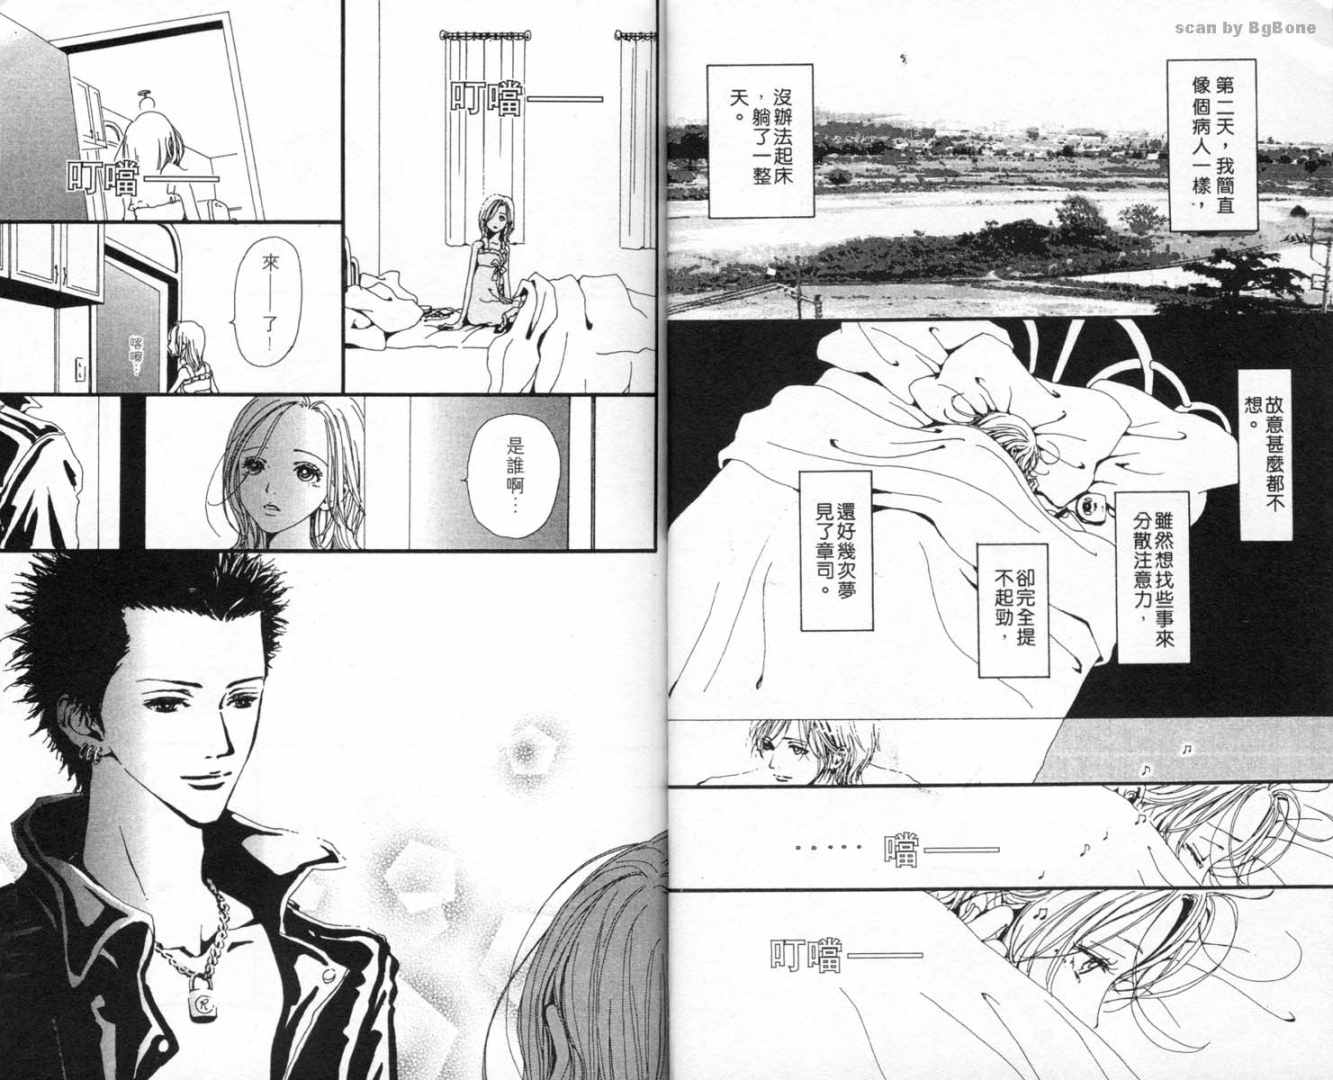 scan by BgBone
第二天，我簡直
像個病人一樣，
沒辦法起床
，躺了一整
天。
故意甚麼都不
想。
雖然想找些事來
分散注意力，
卻完全提
不起勁，
還好幾次夢
見了章司。
♫
♪
♪
♪
……噹——
♫
叮噹——
叮噹——
叮噹——
來——了！
喀啷…
是誰啊…
R